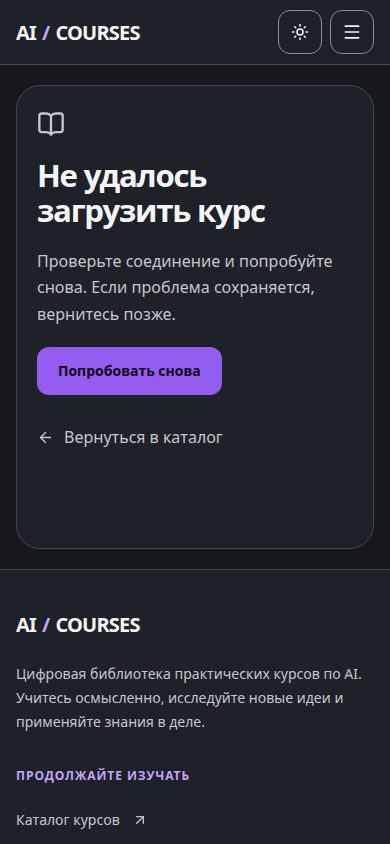 AI / COURSES
Не удалось
загрузить курс
Проверьте соединение и попробуйте
снова. Если проблема сохраняется,
вернитесь позже.
Попробовать снова
← Вернуться в каталог
AI / COURSES
Цифровая библиотека практических курсов по AI.
Учитесь осмысленно, исследуйте новые идеи и
применяйте знания в деле.
ПРОДОЛЖАЙТЕ ИЗУЧАТЬ
Каталог курсов ↗